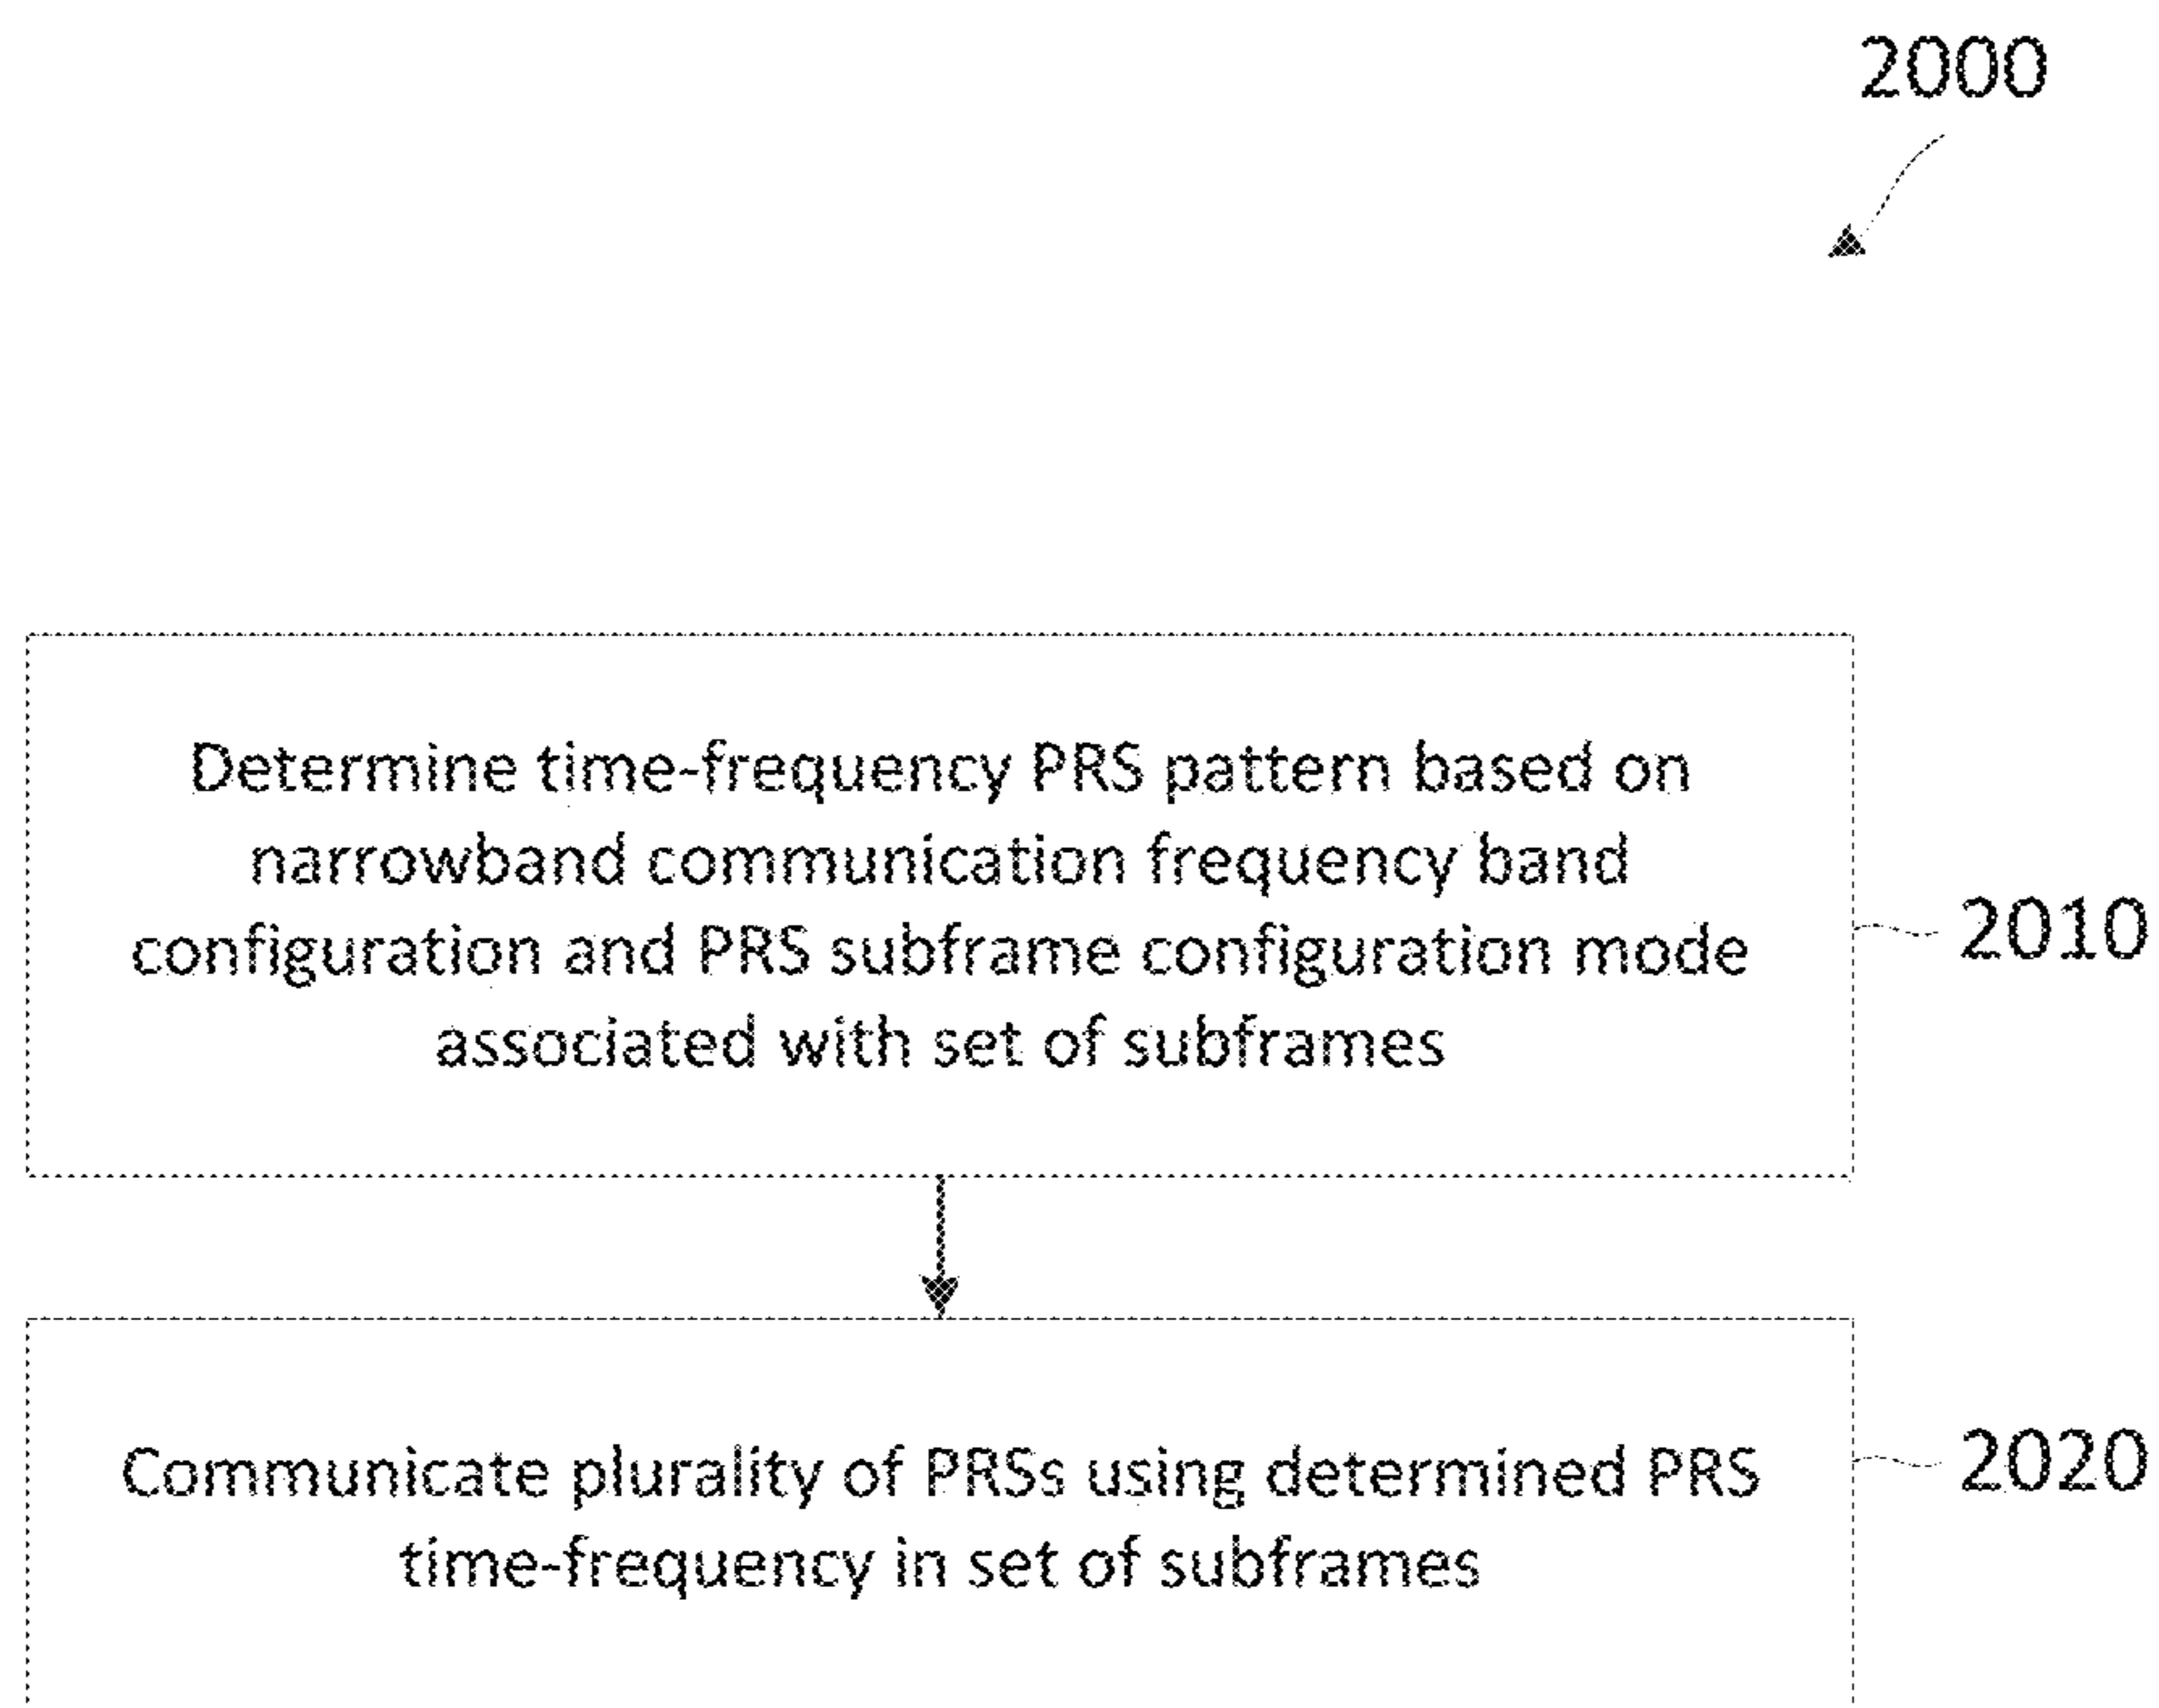 2000
Determine time-frequency PRS pattern based on
narrowband communication frequency band
configuration and PRS subframe configuration mode
associated with set of subframes
2010
Communicate plurality of PRSs using determined PRS
time-frequency in set of subframes
2020